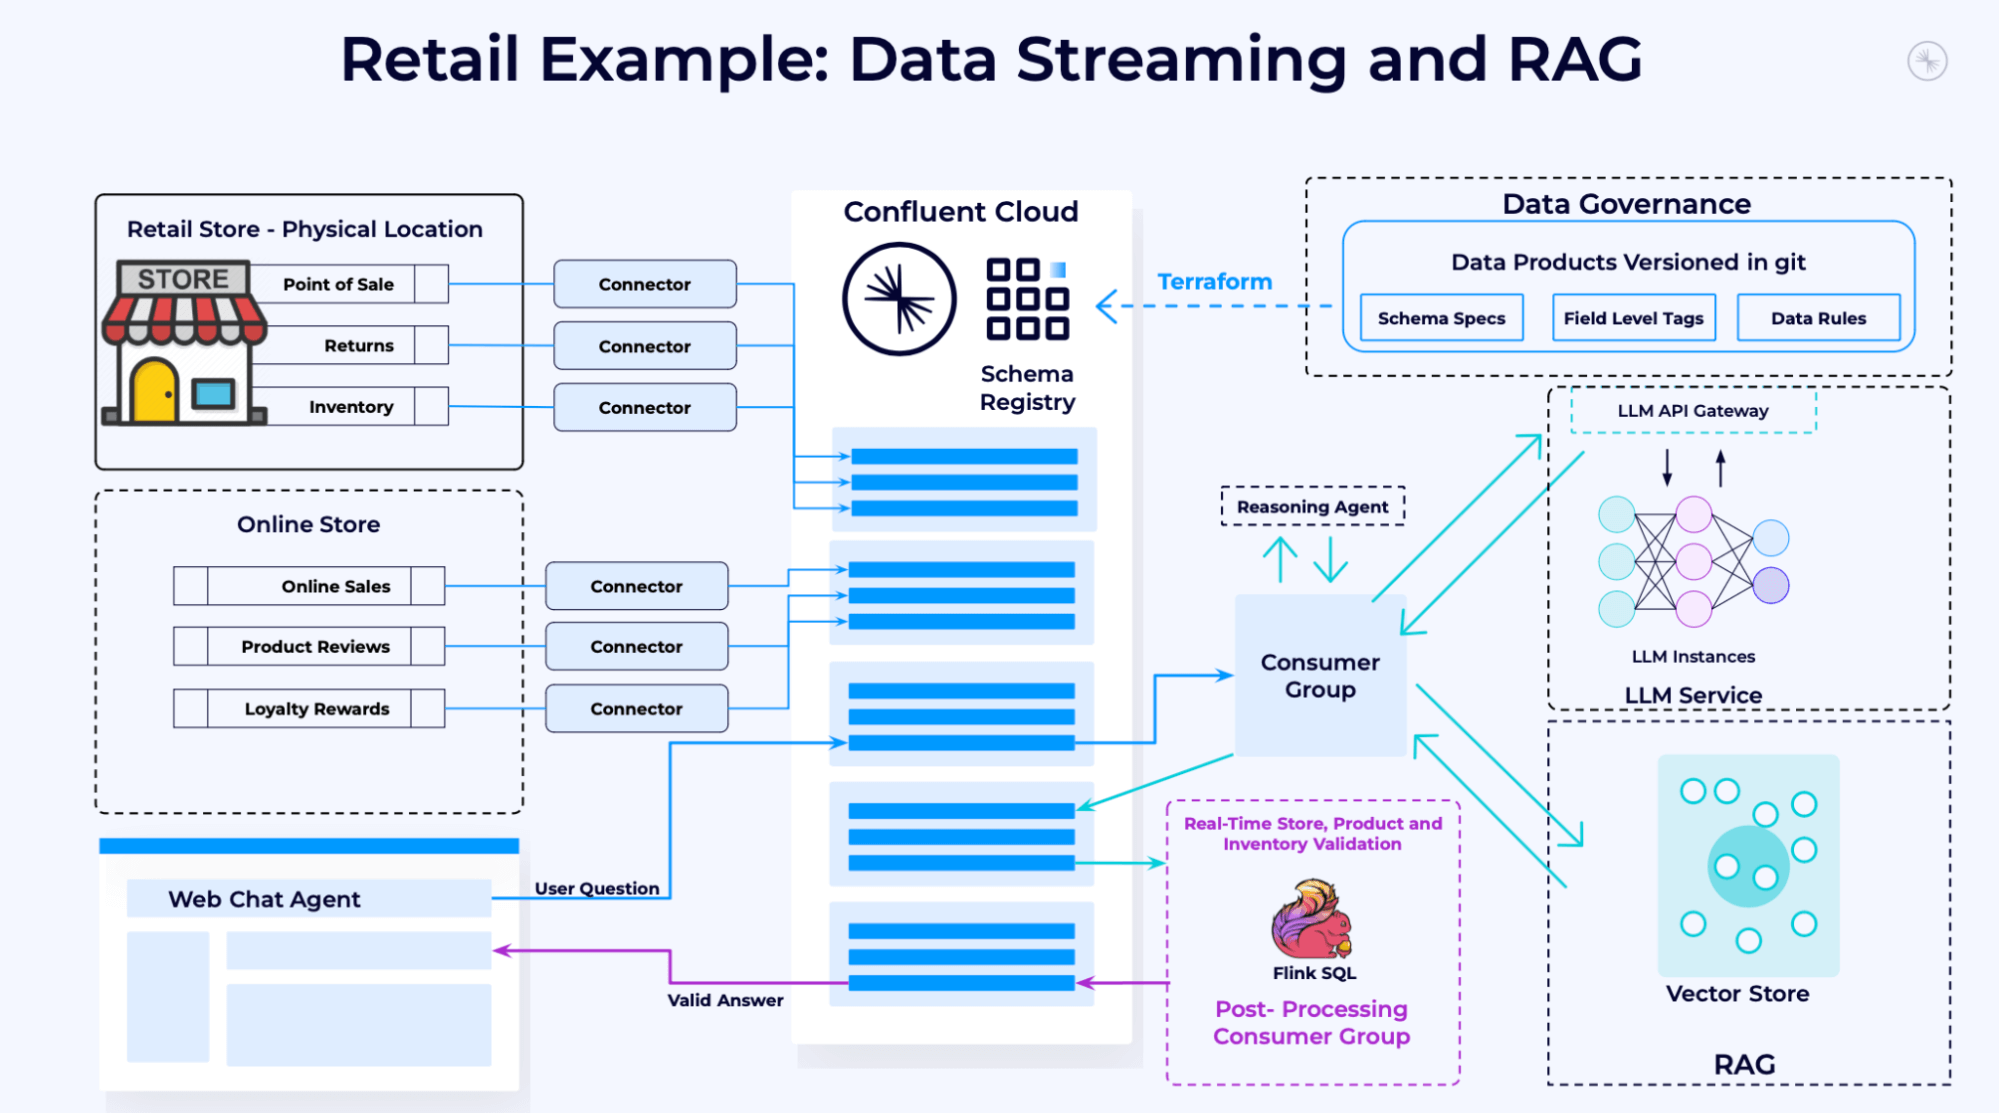 Retail Example: Data Streaming and RAG
Retail Store - Physical Location
STORE
Point of Sale
Returns
Inventory
Connector
Connector
Connector
Online Store
Online Sales
Product Reviews
Loyalty Rewards
Connector
Connector
Connector
Web Chat Agent
User Question
Valid Answer
Confluent Cloud
Schema
Registry
Terraform
Data Governance
Data Products Versioned in git
Schema Specs
Field Level Tags
Data Rules
LLM API Gateway
LLM Instances
LLM Service
Reasoning Agent
Consumer
Group
Real-Time Store, Product and
Inventory Validation
Flink SQL
Post- Processing
Consumer Group
Vector Store
RAG